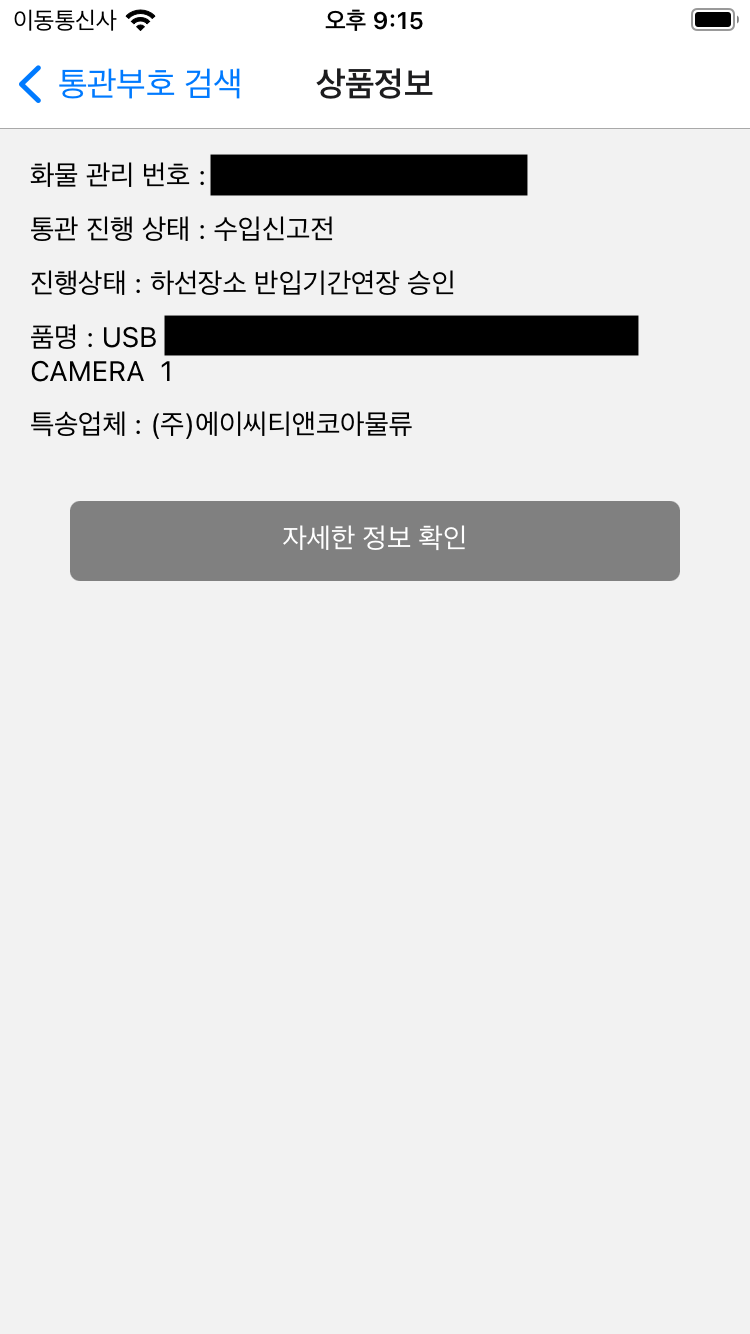 이동통신사 오후 9:15
통관부호 검색 상품정보
화물 관리 번호 :
통관 진행 상태 : 수입신고전
진행상태 : 하선장소 반입기간연장 승인
품명 : USB
CAMERA 1
특송업체 : (주)에이씨티앤코아물류
자세한 정보 확인